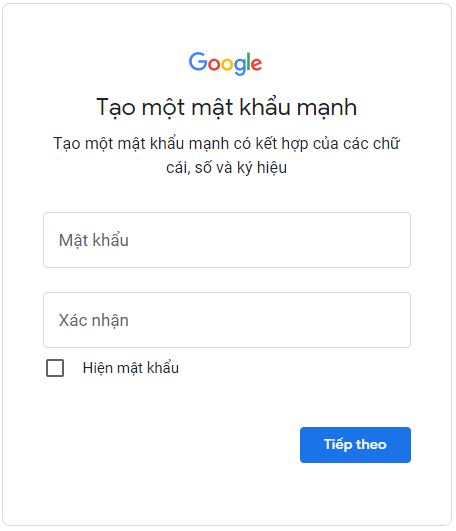 Google
Tạo một mật khẩu mạnh
Tạo một mật khẩu mạnh có kết hợp của các chữ
cái, số và ký hiệu
Mật khẩu
Xác nhận
Hiện mật khẩu
Tiếp theo